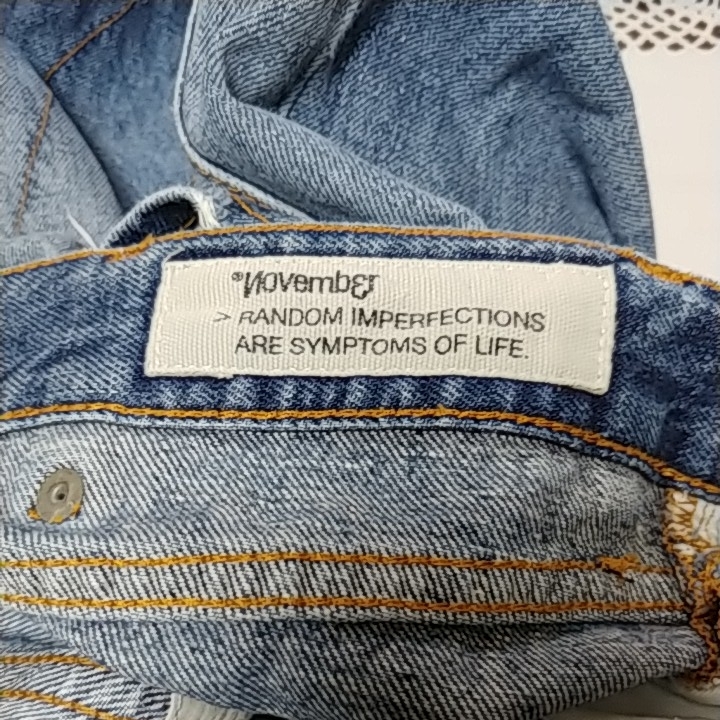 ®November
> RANDOM IMPERFECTIONS
ARE SYMPTOMS OF LIFE.